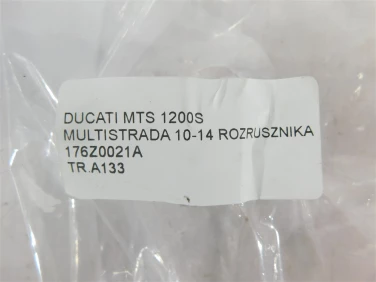 DUCATI MTS 1200S
MULTISTRADA 10-14 ROZRUSZNIKA
176Z0021A
TR.A133